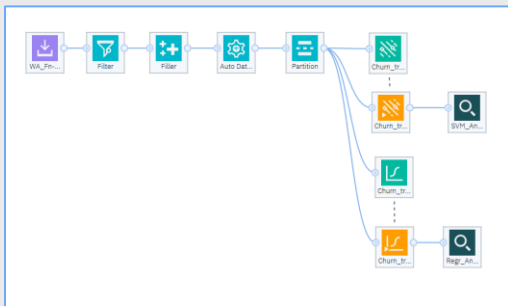 WA_Fn-...
Filter
Filler
Auto Dat...
Partition
Churn_tr...
Churn_tr...
SVM_An...
Churn_tr...
Churn_tr...
Regr_An...